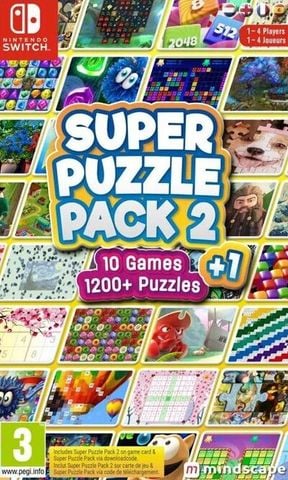 NINTENDO
SWITCH™
2048
512
1 - 4 Players
1 - 4 Joueurs
SUPER
PUZZLE
PACK 2
+1
10 Games
1200+ Puzzles
3
www.pegi.info
Includes Super Puzzle Pack 2 on game card &
Super Puzzle Pack via downloadcode.
Inclut Super Puzzle Pack 2 sur carte de jeu &
Super Puzzle Pack via code de téléchargement.
m mindscape